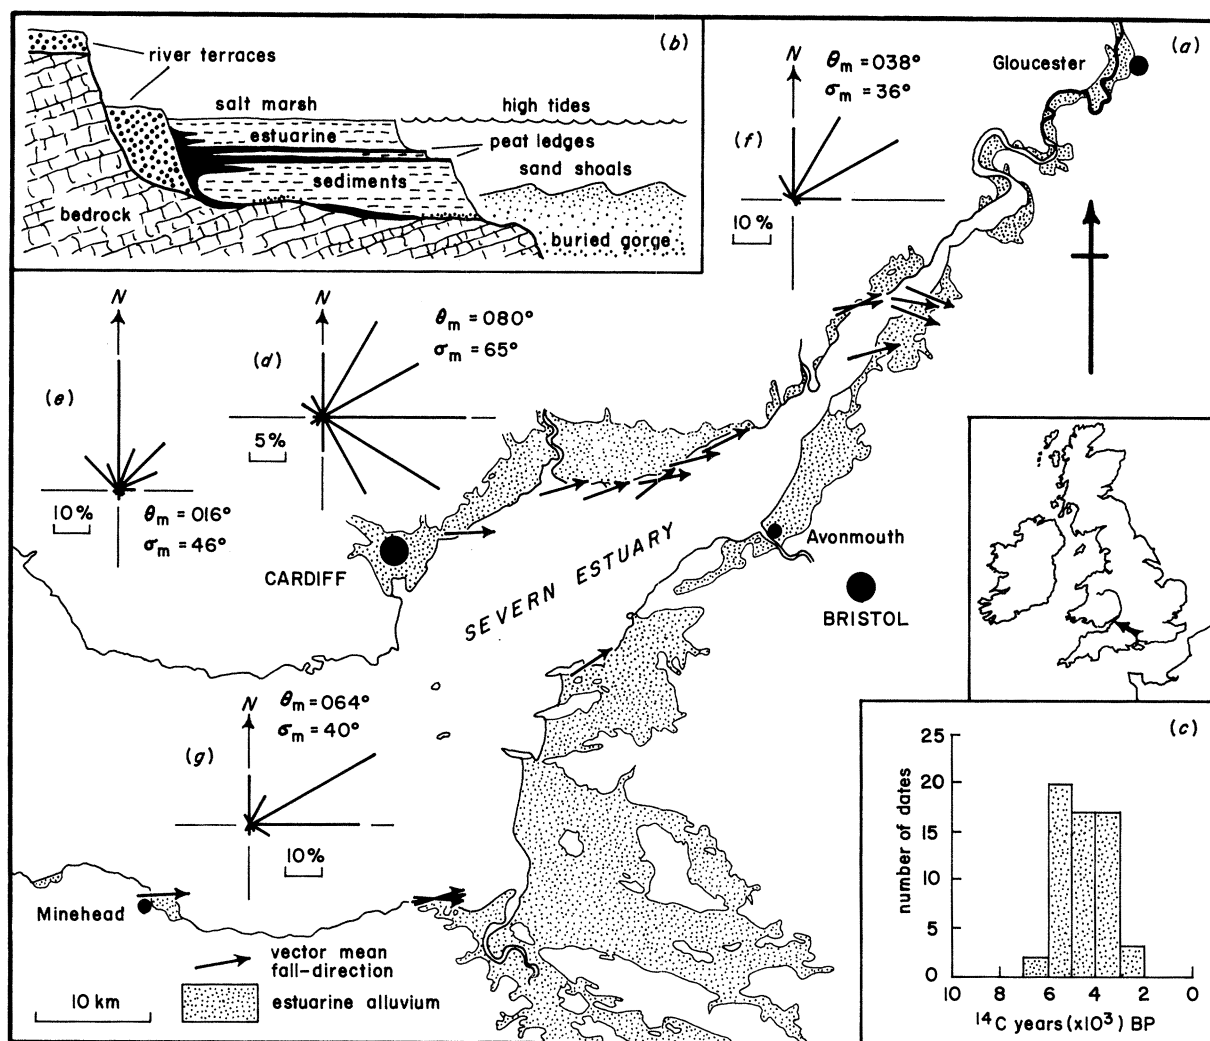 (b)
river terraces
salt marsh
high tides
estuarine
peat ledges
sand shoals
sediments
bedrock
buried gorge
(a)
Gloucester
N
θm = 038°
σm = 36°
(f)
10%
N
θm = 080°
σm = 65°
(d)
5%
N
(e)
10%
θm = 016°
σm = 46°
CARDIFF
SEVERN ESTUARY
Avonmouth
BRISTOL
N
θm = 064°
σm = 40°
(g)
10%
Minehead
vector mean
fall-direction
10 km
estuarine alluvium
(c)
number of dates
25
20
15
10
5
0
10 8 6 4 2 0
14C years (x103) BP